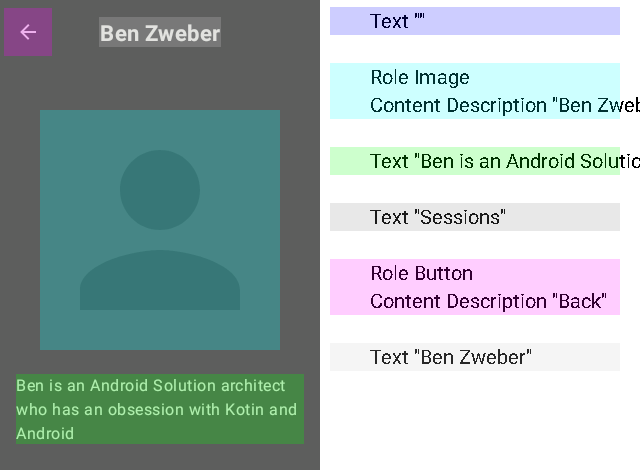 Ben Zweber
Ben is an Android Solution architect
who has an obsession with Kotin and
Android
Text ""
Role Image
Content Description "Ben Zweb
Text "Ben is an Android Solutio
Text "Sessions"
Role Button
Content Description "Back"
Text "Ben Zweber"